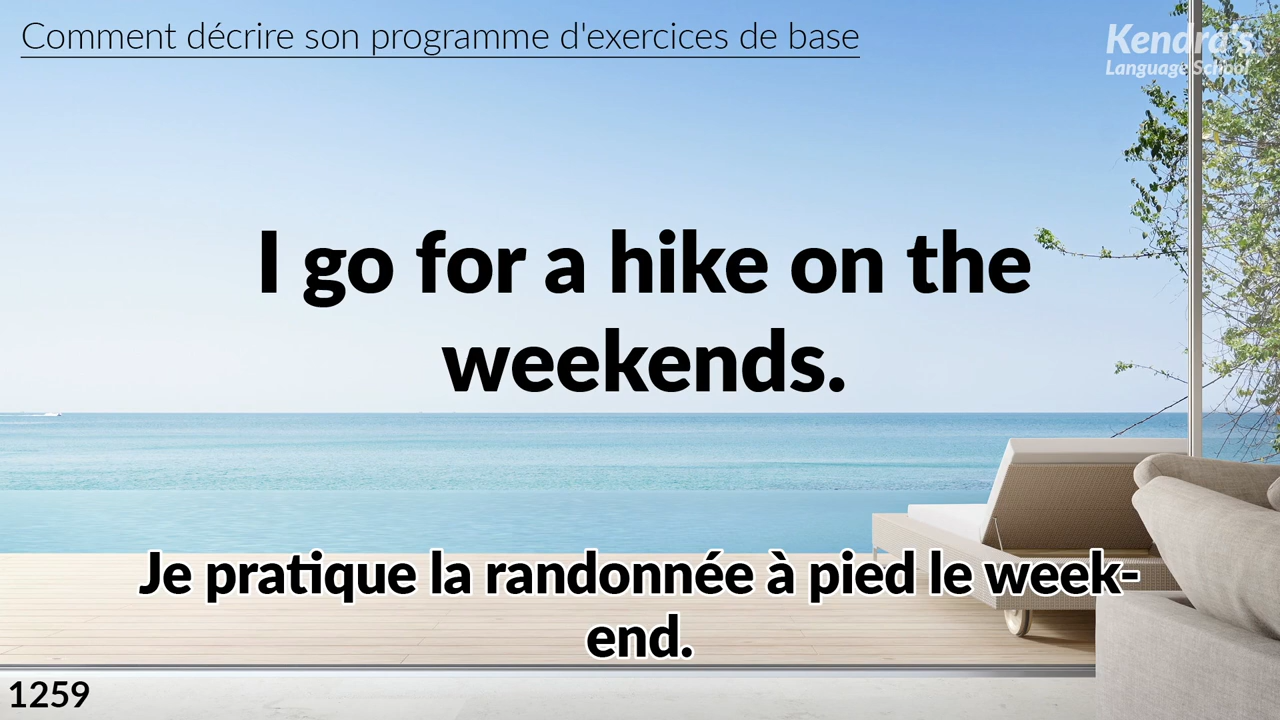 Comment décrire son programme d'exercices de base
Kendra's
Language School
I go for a hike on the
weekends.
Je pratique la randonnée à pied le week-
end.
1259